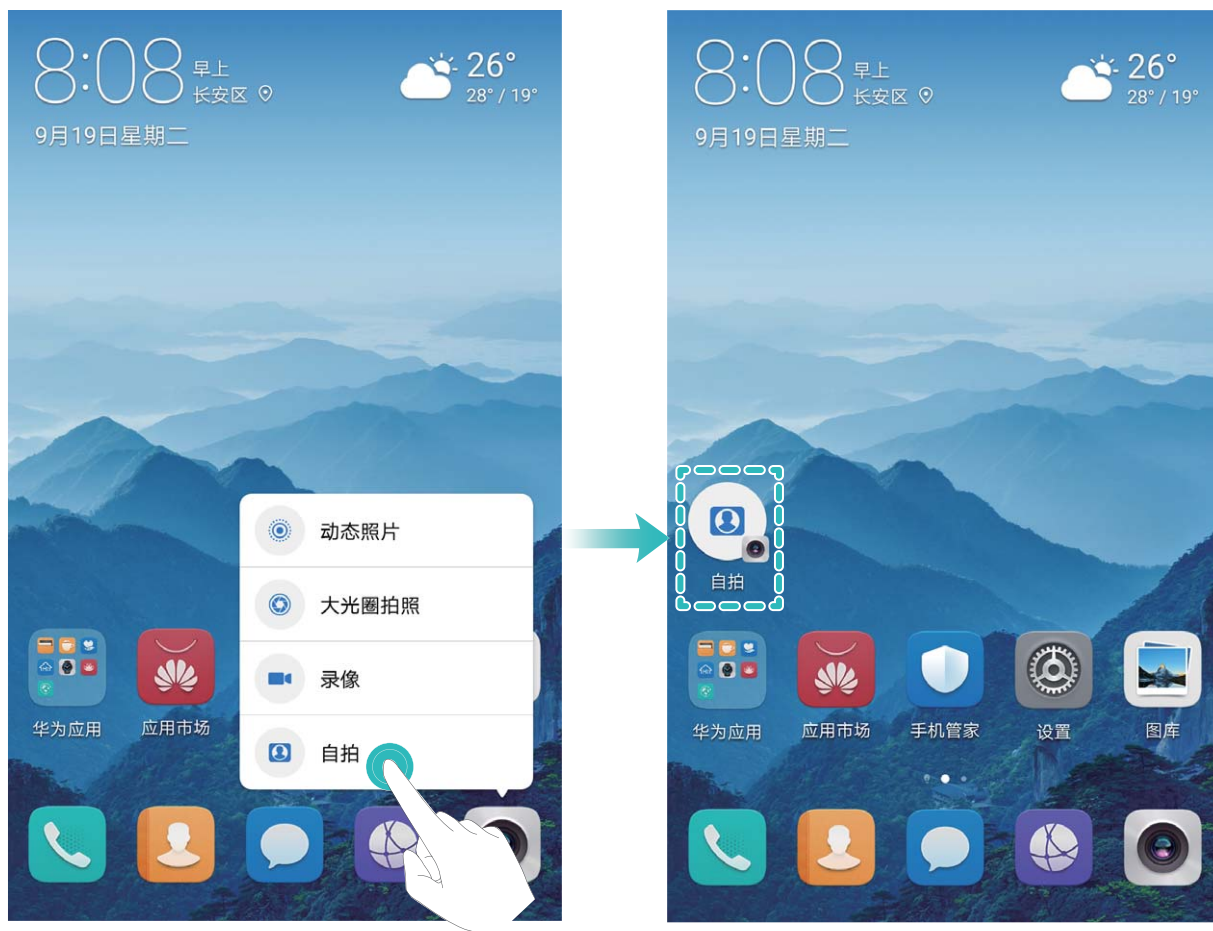 8:08
早上
长安区
26°
28° / 19°
9月19日星期二
动态照片
大光圈拍照
录像
自拍
华为应用
应用市场
8:08
早上
长安区
26°
28° / 19°
9月19日星期二
自拍
华为应用
应用市场
手机管家
设置
图库